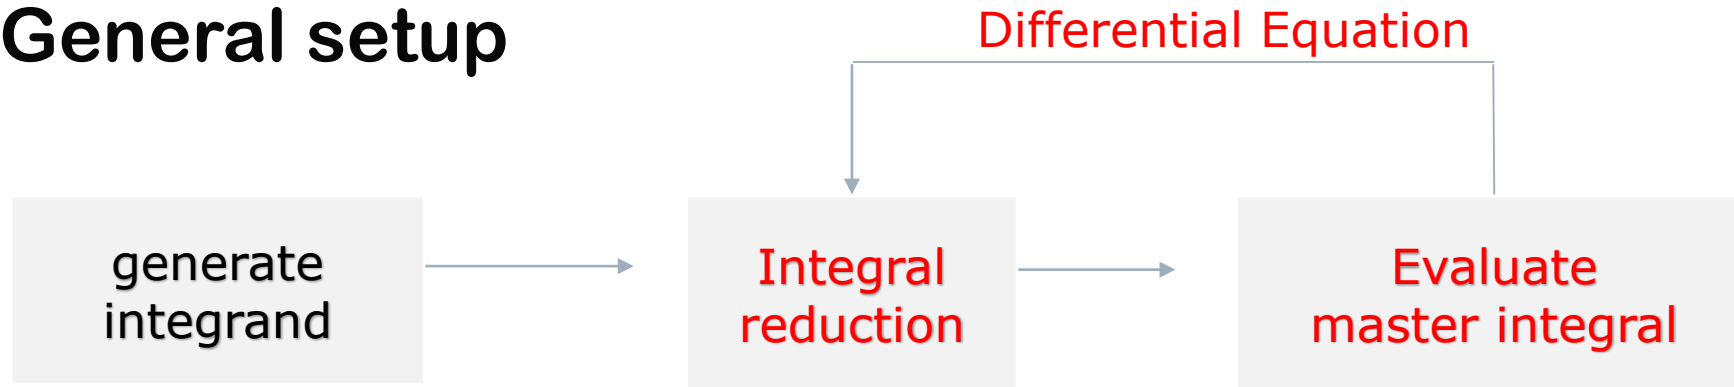 General setup
Differential Equation
generate
integrand
Integral
reduction
Evaluate
master integral